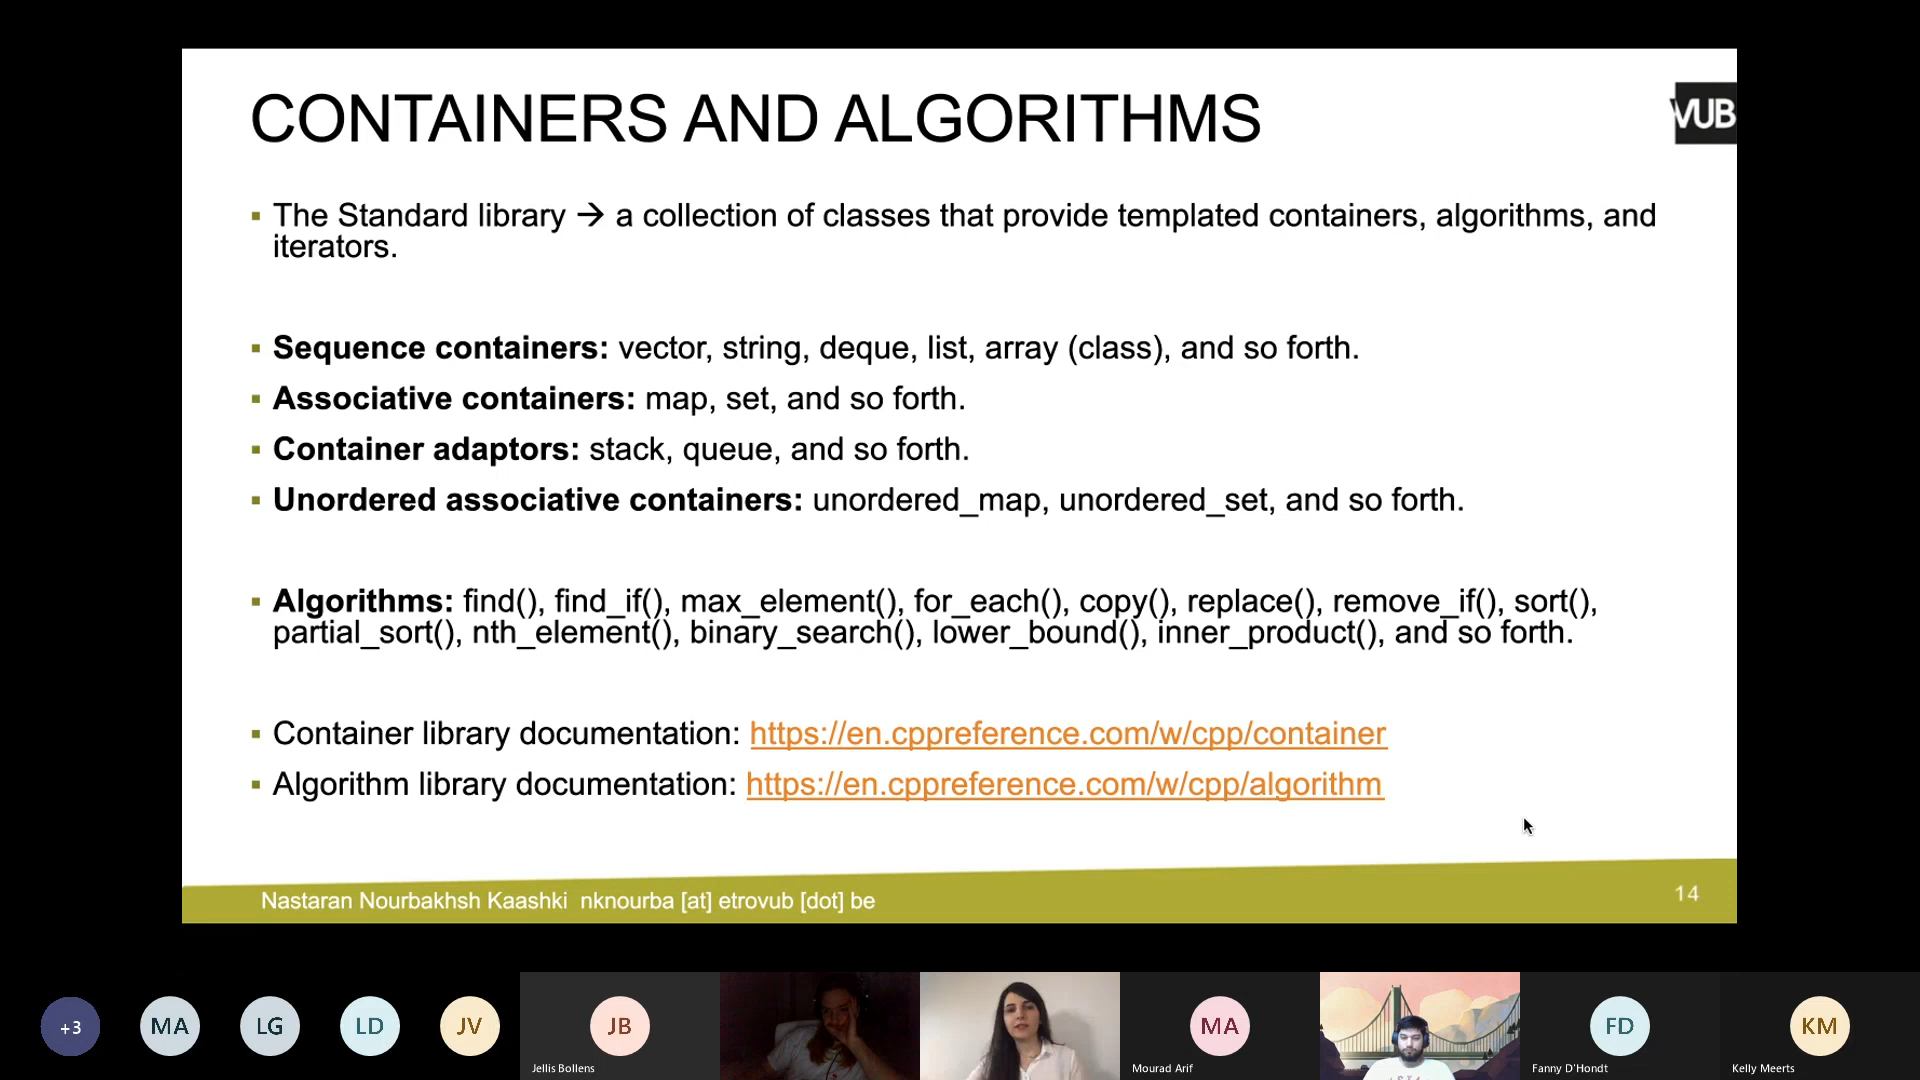 CONTAINERS AND ALGORITHMS
VUB
▪ The Standard library → a collection of classes that provide templated containers, algorithms, and
iterators.
▪ Sequence containers: vector, string, deque, list, array (class), and so forth.
▪ Associative containers: map, set, and so forth.
▪ Container adaptors: stack, queue, and so forth.
▪ Unordered associative containers: unordered_map, unordered_set, and so forth.
▪ Algorithms: find(), find_if(), max_element(), for_each(), copy(), replace(), remove_if(), sort(),
partial_sort(), nth_element(), binary_search(), lower_bound(), inner_product(), and so forth.
▪ Container library documentation: https://en.cppreference.com/w/cpp/container
▪ Algorithm library documentation: https://en.cppreference.com/w/cpp/algorithm
Nastaran Nourbakhsh Kaashki nknourba [at] etrovub [dot] be
14
+3
MA
LG
LD
JV
JB
Jellis Bollens
MA
Mourad Arif
FD
Fanny D'Hondt
KM
Kelly Meerts